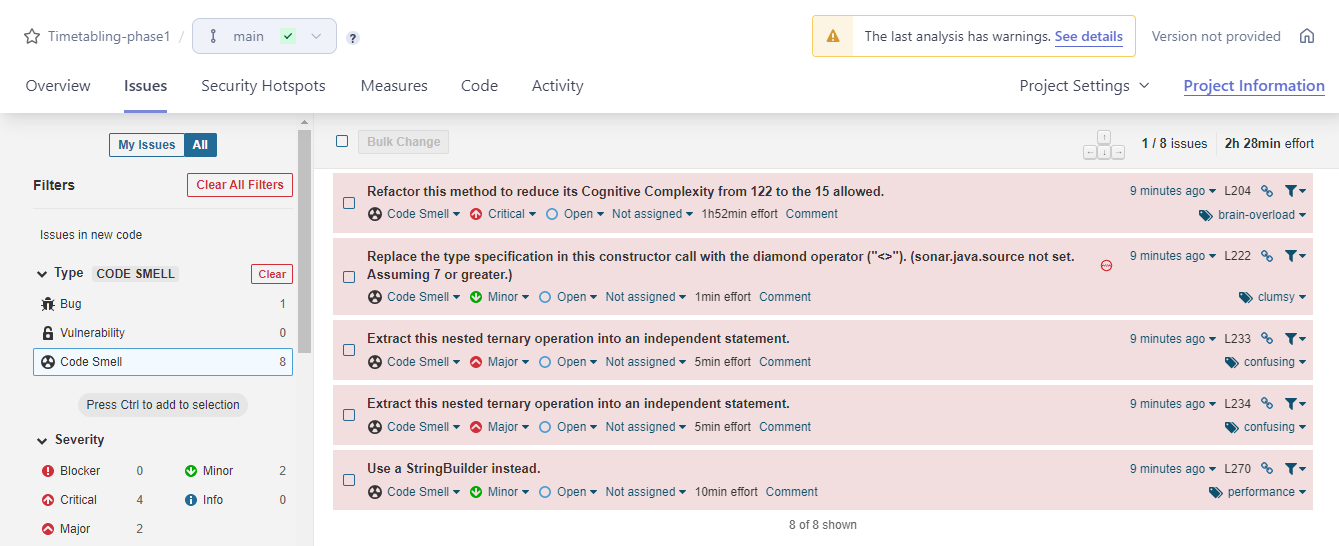 Timetabling-phase1 / main ?
The last analysis has warnings. See details
Version not provided
Overview Issues Security Hotspots Measures Code Activity
Project Settings Project Information
My Issues All
Filters Clear All Filters
Issues in new code
Type CODE SMELL Clear
Bug 1
Vulnerability 0
Code Smell 8
Press Ctrl to add to selection
Severity
Blocker 0 Minor 2
Critical 4 Info 0
Major 2
Bulk Change
1 / 8 issues 2h 28min effort
Refactor this method to reduce its Cognitive Complexity from 122 to the 15 allowed. 9 minutes ago L204
Code Smell Critical Open Not assigned 1h52min effort Comment brain-overload
Replace the type specification in this constructor call with the diamond operator ("<>"). (sonar.java.source not set. 9 minutes ago L222
Assuming 7 or greater.)
Code Smell Minor Open Not assigned 1min effort Comment clumsy
Extract this nested ternary operation into an independent statement. 9 minutes ago L233
Code Smell Major Open Not assigned 5min effort Comment confusing
Extract this nested ternary operation into an independent statement. 9 minutes ago L234
Code Smell Major Open Not assigned 5min effort Comment confusing
Use a StringBuilder instead. 9 minutes ago L270
Code Smell Minor Open Not assigned 10min effort Comment performance
8 of 8 shown